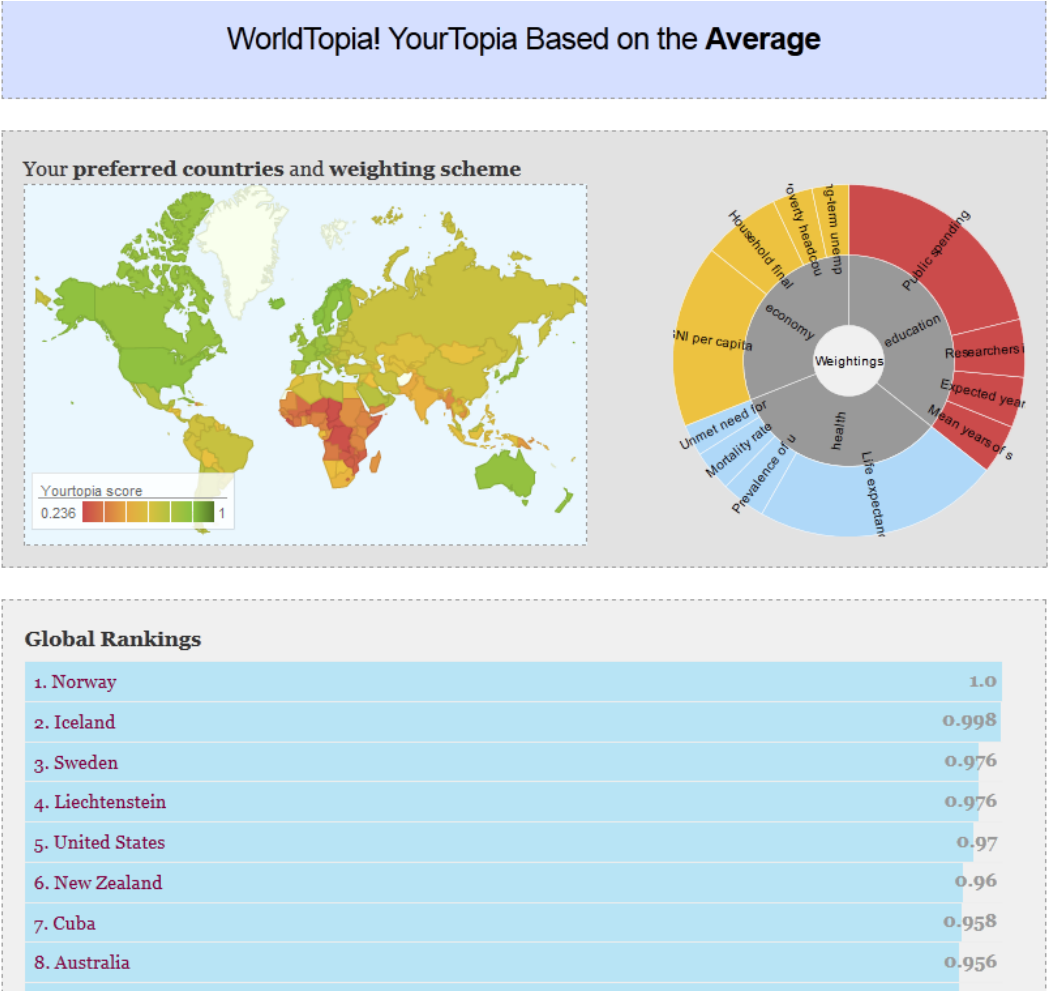 WorldTopia! YourTopia Based on the Average
Your preferred countries and weighting scheme
Yourtopia score
0.236
1
Weightings
education
health
economy
Public spending
Researchers
Expected year
Mean years of s
Life expectanc
Prevalence of u
Mortality rate
Unmet need for
GNI per capita
Household final
overty headcou
ng-term unemp
Global Rankings
1. Norway 1.0
2. Iceland 0.998
3. Sweden 0.976
4. Liechtenstein 0.976
5. United States 0.97
6. New Zealand 0.96
7. Cuba 0.958
8. Australia 0.956